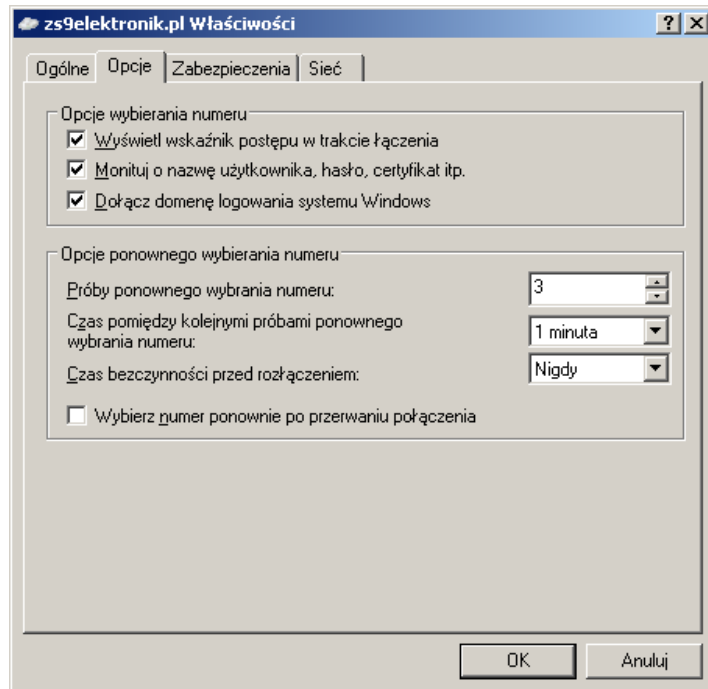 zs9elektronik.pl Właściwości
Ogólne Opcje Zabezpieczenia Sieć
Opcje wybierania numeru
Wyświetl wskaźnik postępu w trakcie łączenia
Monituj o nazwę użytkownika, hasło, certyfikat itp.
Dołącz domenę logowania systemu Windows
Opcje ponownego wybierania numeru
Próby ponownego wybrania numeru: 3
Czas pomiędzy kolejnymi próbami ponownego
wybrania numeru: 1 minuta
Czas bezczynności przed rozłączeniem: Nigdy
Wybierz numer ponownie po przerwaniu połączenia
OK Anuluj